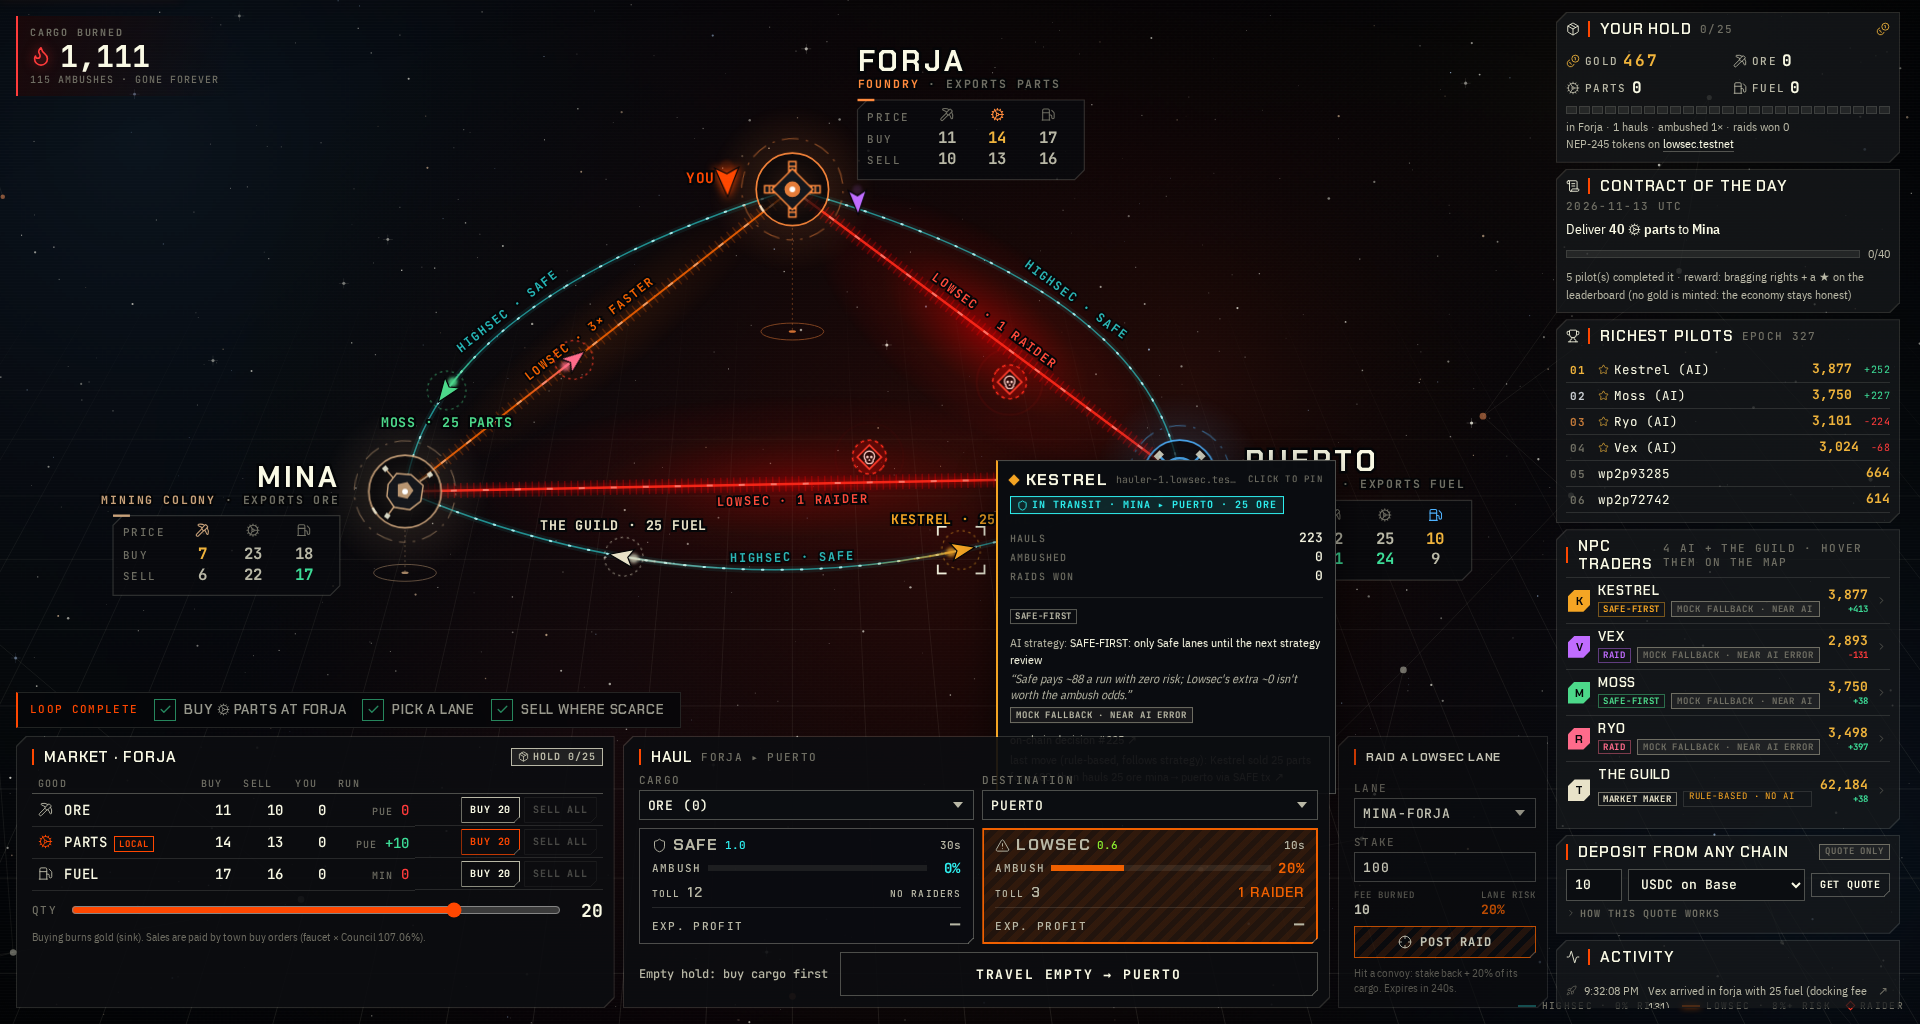 CARGO BURNED
1,111
115 AMBUSHES · GONE FOREVER
FORJA
FOUNDRY · EXPORTS PARTS
PRICE
BUY 11 14 17
SELL 10 13 16
YOU
HIGHSEC · SAFE
LOWSEC · 3× FASTER
LOWSEC · 1 RAIDER
HIGHSEC · SAFE
MOSS · 25 PARTS
MINA
MINING COLONY · EXPORTS ORE
PRICE
BUY 7 23 18
SELL 6 22 17
LOWSEC · 1 RAIDER
THE GUILD · 25 FUEL
KESTREL · 25
HIGHSEC · SAFE
PUERTO
· EXPORTS FUEL
2 25 10
1 24 9
KESTREL hauler-1.lowsec.tes… CLICK TO PIN
IN TRANSIT · MINA ▸ PUERTO · 25 ORE
HAULS 223
AMBUSHED 0
RAIDS WON 0
SAFE-FIRST
AI strategy: SAFE-FIRST: only Safe lanes until the next strategy
review
“Safe pays ~88 a run with zero risk; Lowsec's extra ~0 isn't
worth the ambush odds.”
MOCK FALLBACK · NEAR AI ERROR
LOOP COMPLETE BUY PARTS AT FORJA PICK A LANE SELL WHERE SCARCE
MARKET · FORJA HOLD 0/25
GOOD BUY SELL YOU RUN
ORE 11 10 0 PUE 0 BUY 20 SELL ALL
PARTS LOCAL 14 13 0 PUE +10 BUY 20 SELL ALL
FUEL 17 16 0 MIN 0 BUY 20 SELL ALL
QTY 20
Buying burns gold (sink). Sales are paid by town buy orders (faucet × Council 107.06%).
HAUL FORJA ▸ PUERTO
CARGO DESTINATION
ORE (0) PUERTO
SAFE 1.0 30s
AMBUSH 0%
TOLL 12 NO RAIDERS
EXP. PROFIT —
LOWSEC 0.6 10s
AMBUSH 20%
TOLL 3 1 RAIDER
EXP. PROFIT —
Empty hold: buy cargo first TRAVEL EMPTY → PUERTO
RAID A LOWSEC LANE
LANE
MINA-FORJA
STAKE
100
FEE BURNED LANE RISK
10 20%
POST RAID
Hit a convoy: stake back + 20% of its
cargo. Expires in 240s.
YOUR HOLD 0/25
GOLD 467 ORE 0
PARTS 0 FUEL 0
in Forja · 1 hauls · ambushed 1× · raids won 0
NEP-245 tokens on lowsec.testnet
CONTRACT OF THE DAY
2026-11-13 UTC
Deliver 40 parts to Mina
0/40
5 pilot(s) completed it · reward: bragging rights + a ★ on the
leaderboard (no gold is minted: the economy stays honest)
RICHEST PILOTS EPOCH 327
01 Kestrel (AI) 3,877 +252
02 Moss (AI) 3,750 +227
03 Ryo (AI) 3,101 -224
04 Vex (AI) 3,024 -68
05 wp2p93285 664
06 wp2p72742 614
NPC TRADERS 4 AI + THE GUILD · HOVER THEM ON THE MAP
K KESTREL 3,877
SAFE-FIRST MOCK FALLBACK · NEAR AI +413
V VEX 2,893
RAID MOCK FALLBACK · NEAR AI ERROR -131
M MOSS 3,750
SAFE-FIRST MOCK FALLBACK · NEAR AI +38
R RYO 3,498
RAID MOCK FALLBACK · NEAR AI ERROR +397
T THE GUILD 62,184
MARKET MAKER RULE-BASED · NO AI +38
DEPOSIT FROM ANY CHAIN QUOTE ONLY
10 USDC on Base GET QUOTE
HOW THIS QUOTE WORKS
ACTIVITY
9:32:08 PM Vex arrived in forja with 25 fuel (docking fee ↗